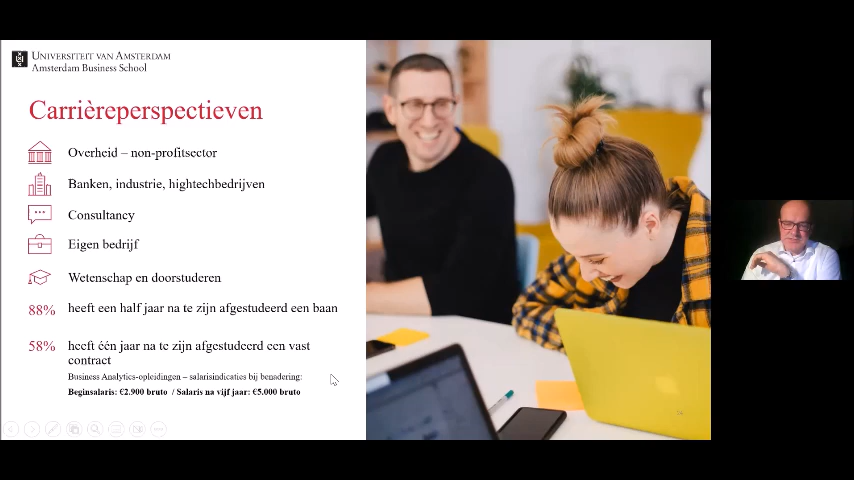 UNIVERSITEIT VAN AMSTERDAM
Amsterdam Business School
Carrièreperspectieven
Overheid – non-profitsector
Banken, industrie, hightechbedrijven
Consultancy
Eigen bedrijf
Wetenschap en doorstuderen
88% heeft een half jaar na te zijn afgestudeerd een baan
58% heeft één jaar na te zijn afgestudeerd een vast
contract
Business Analytics-opleidingen – salarisindicaties bij benadering:
Beginsalaris: €2.900 bruto / Salaris na vijf jaar: €5.000 bruto